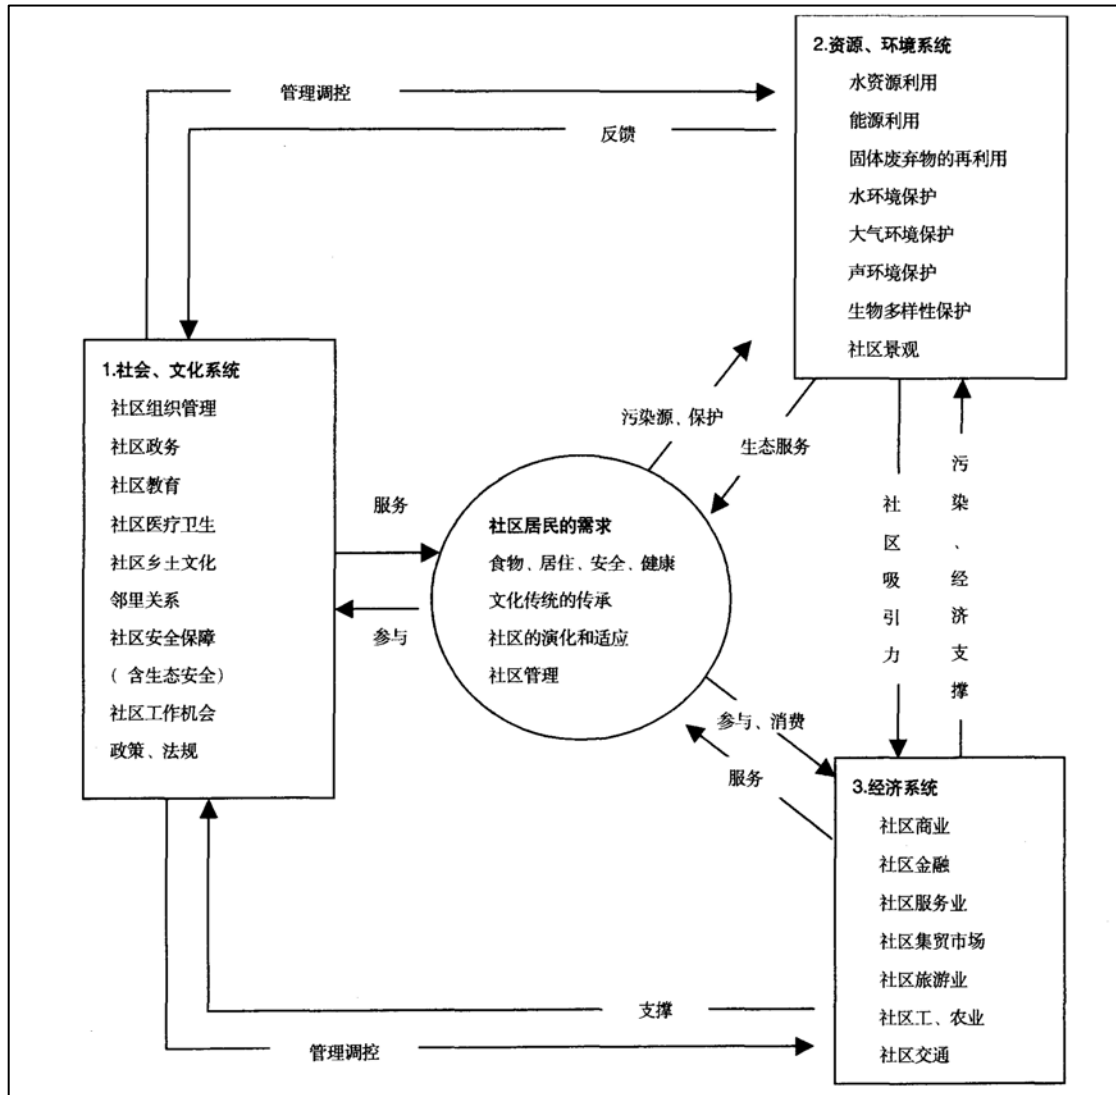 2.资源、环境系统
水资源利用
能源利用
固体废弃物的再利用
水环境保护
大气环境保护
声环境保护
生物多样性保护
社区景观
管理调控
反馈
1.社会、文化系统
社区组织管理
社区政务
社区教育
社区医疗卫生
社区乡土文化
邻里关系
社区安全保障
(含生态安全)
社区工作机会
政策、法规
污染源、保护
生态服务
服务
参与
社区居民的需求
食物、居住、安全、健康
文化传统的传承
社区的演化和适应
社区管理
社区吸引力
污染、经济支撑
参与、消费
服务
3.经济系统
社区商业
社区金融
社区服务业
社区集贸市场
社区旅游业
社区工、农业
社区交通
支撑
管理调控